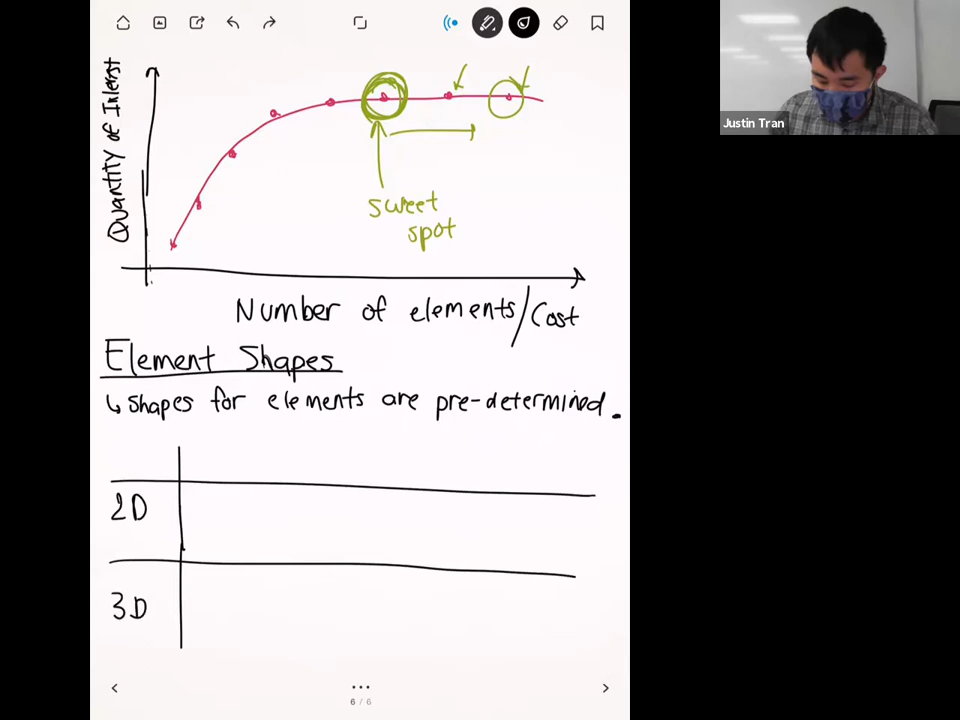 Quantity of Interest
sweet
spot
Number of elements/Cost
Element Shapes
↳ shapes for elements are pre-determined.
2D
3D
6 / 6
Justin Tran